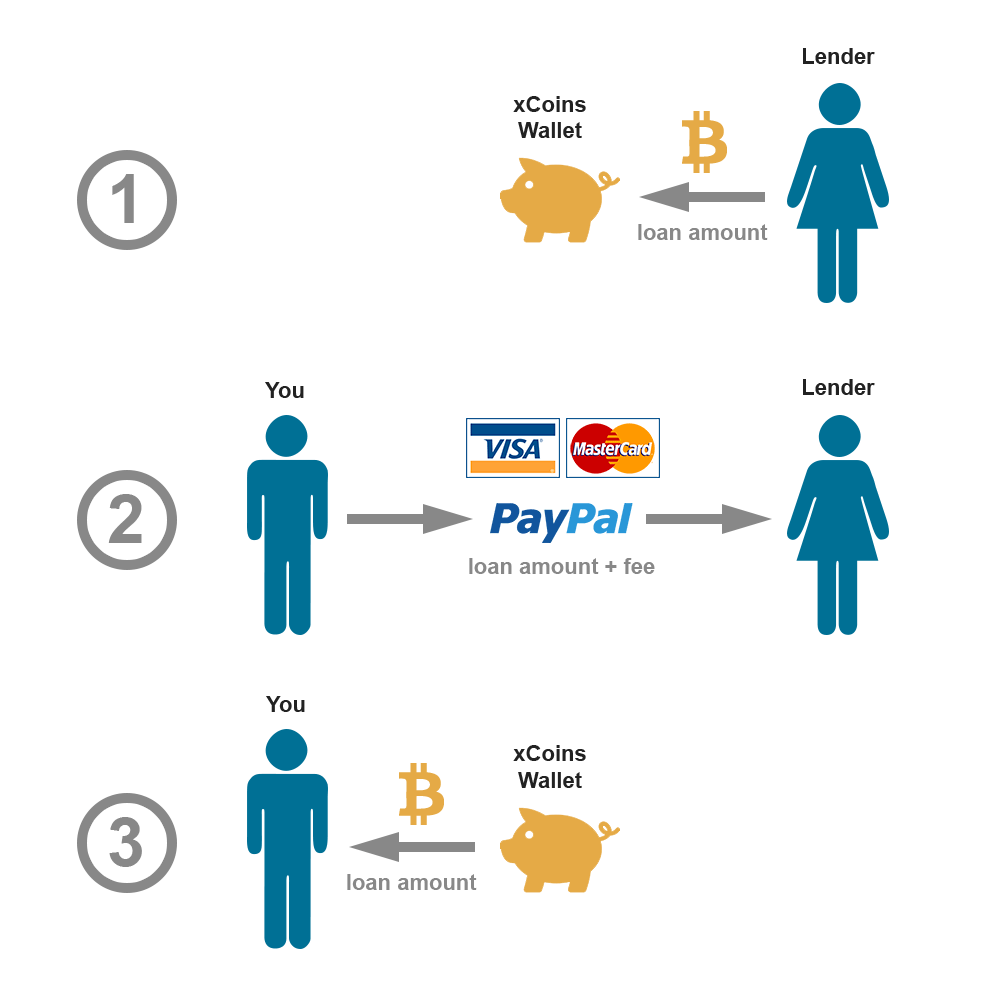 Lender
xCoins
Wallet
loan amount
1
You
Lender
VISA
MasterCard
PayPal
loan amount + fee
2
You
xCoins
Wallet
loan amount
3